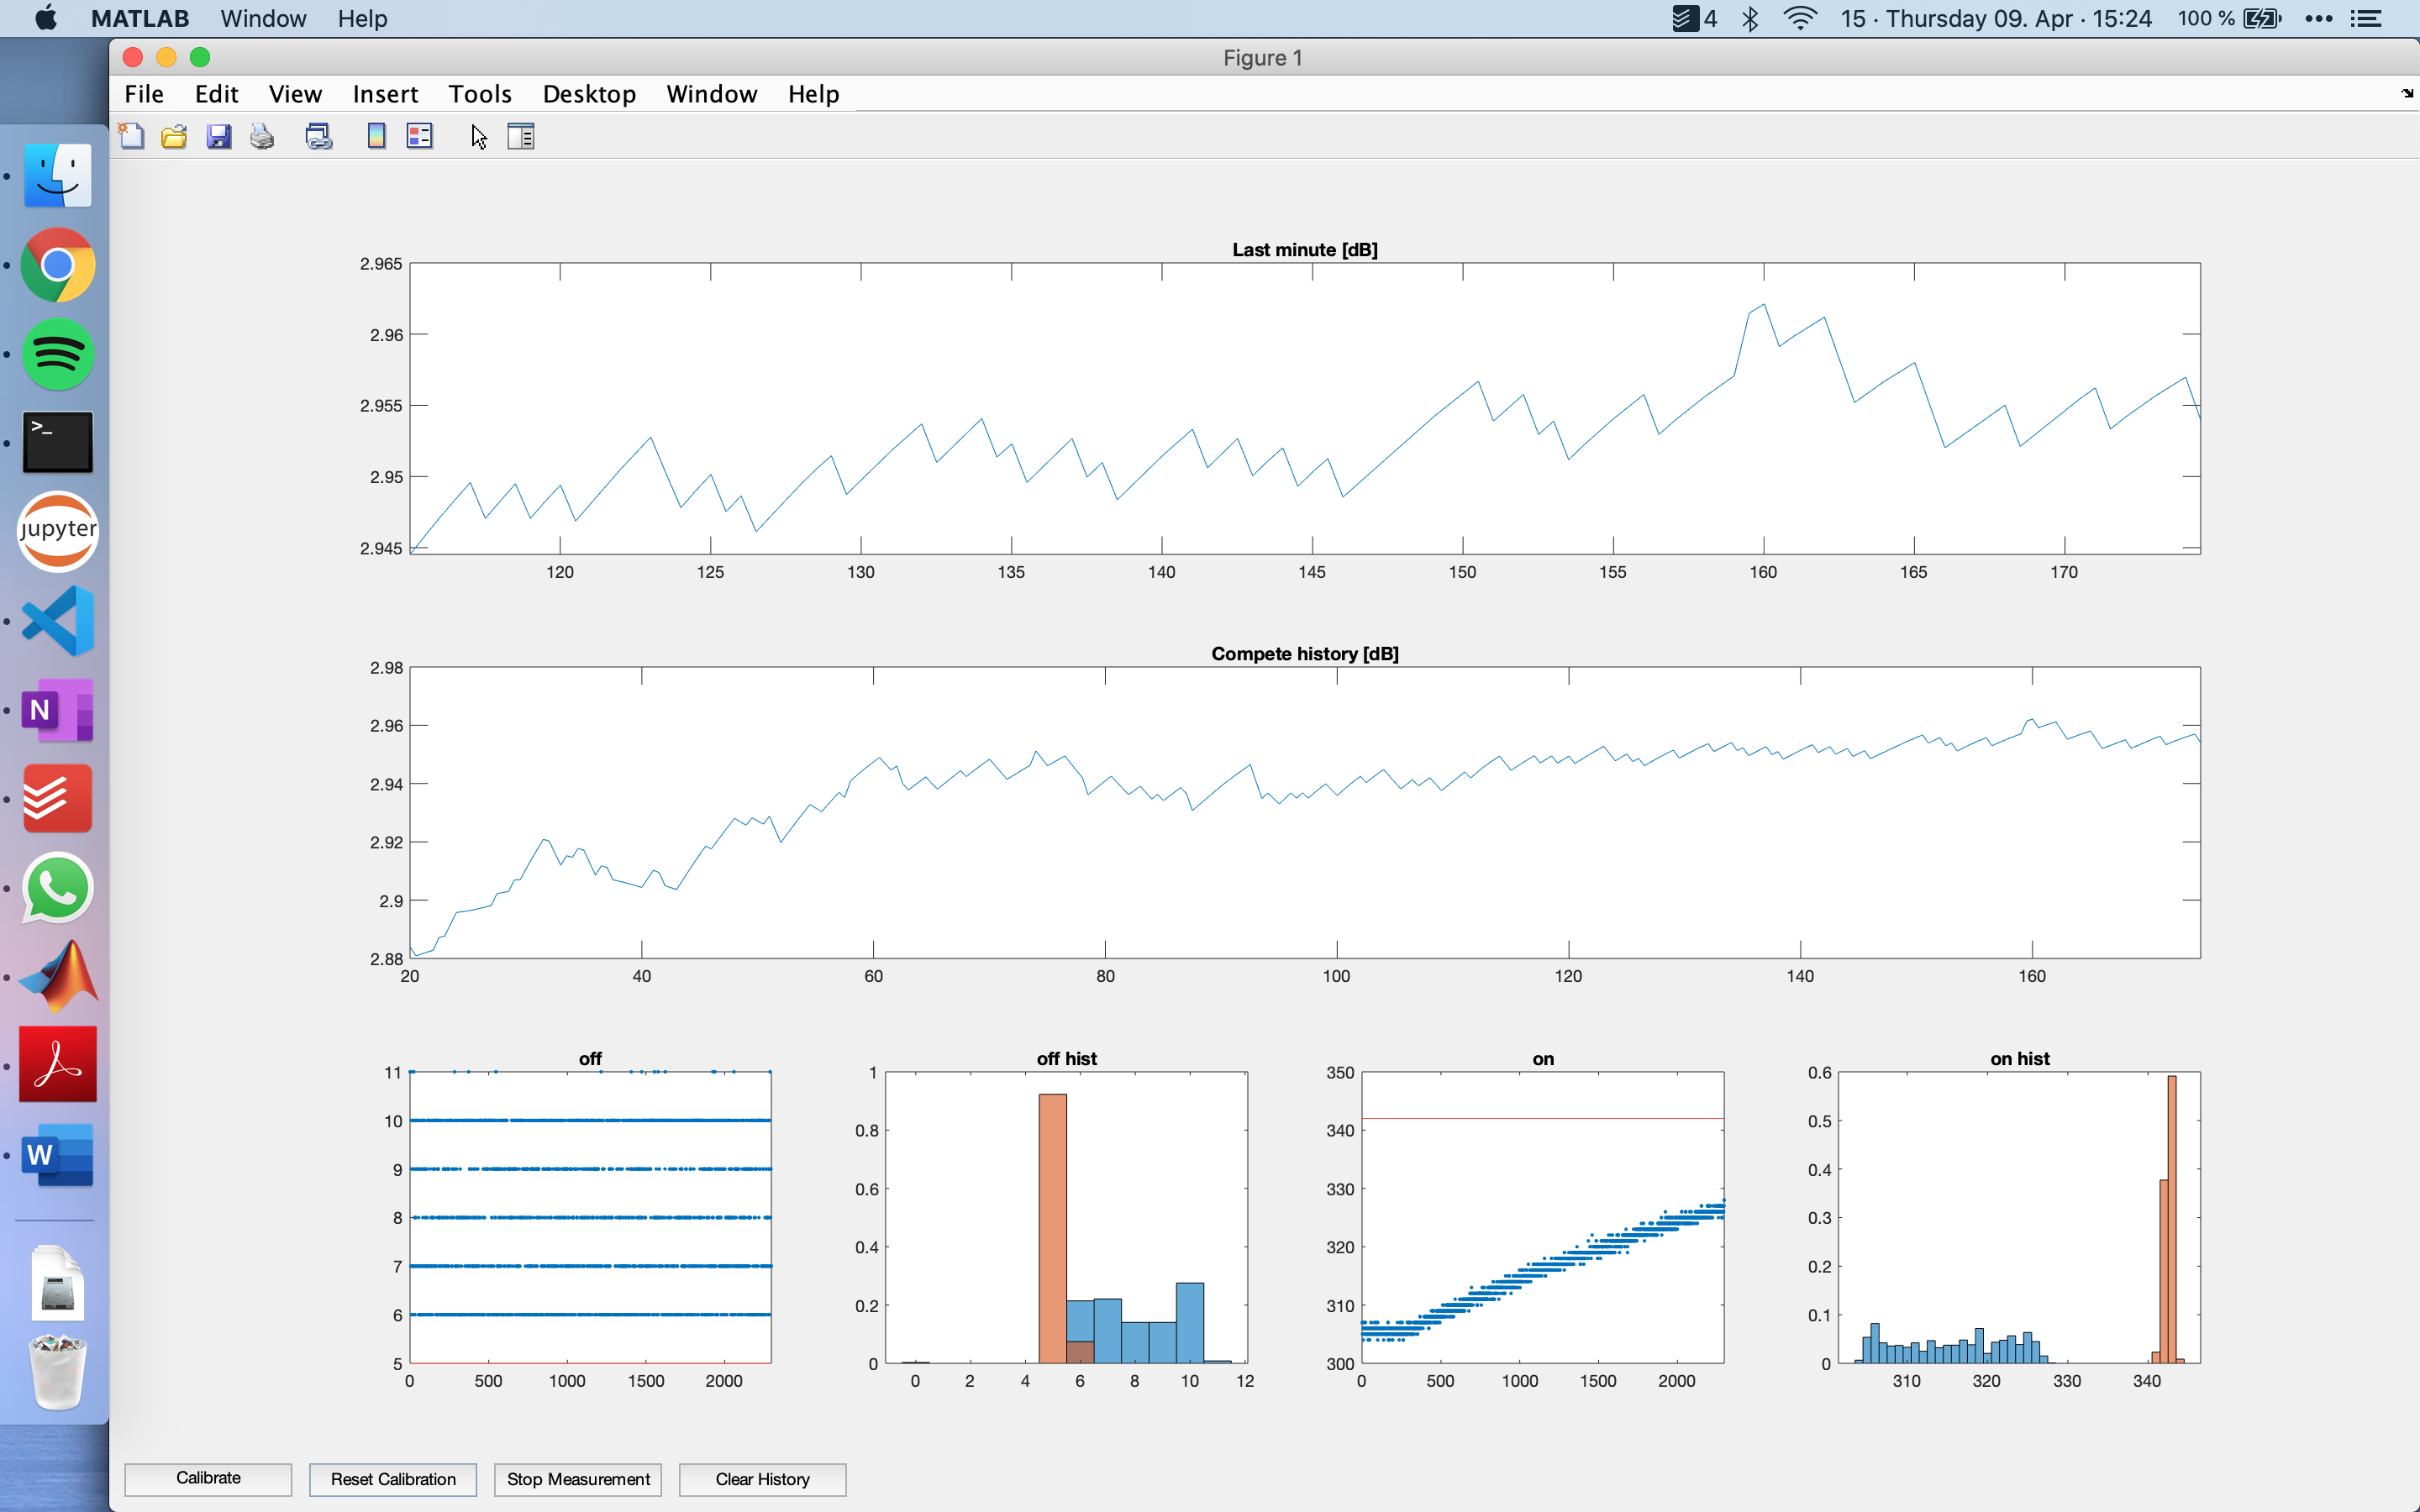 MATLAB Window Help 4 15 · Thursday 09. Apr · 15:24 100 %
Figure 1
File Edit View Insert Tools Desktop Window Help
Last minute [dB]
2.965
2.96
2.955
2.95
2.945
120 125 130 135 140 145 150 155 160 165 170
Compete history [dB]
2.98
2.96
2.94
2.92
2.9
2.88
20 40 60 80 100 120 140 160
off
11
10
9
8
7
6
5
0 500 1000 1500 2000
off hist
1
0.8
0.6
0.4
0.2
0
0 2 4 6 8 10 12
on
350
340
330
320
310
300
0 500 1000 1500 2000
on hist
0.6
0.5
0.4
0.3
0.2
0.1
0
310 320 330 340
Calibrate Reset Calibration Stop Measurement Clear History
>_
jupyter
N
W